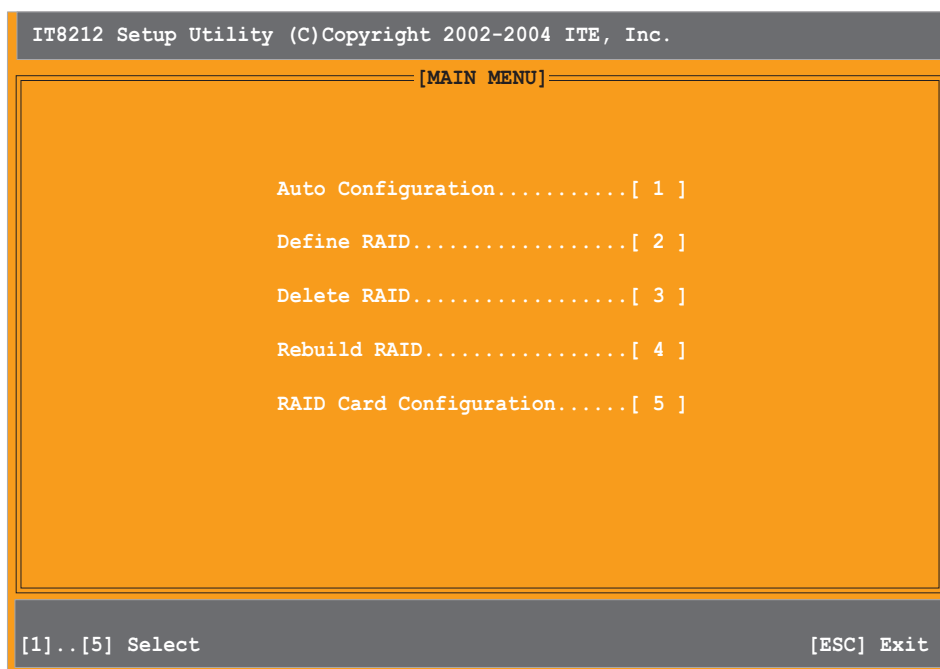 IT8212 Setup Utility (C)Copyright 2002-2004 ITE, Inc.
[MAIN MENU]
Auto Configuration...........[ 1 ]
Define RAID..................[ 2 ]
Delete RAID..................[ 3 ]
Rebuild RAID.................[ 4 ]
RAID Card Configuration......[ 5 ]
[1]..[5] Select [ESC] Exit